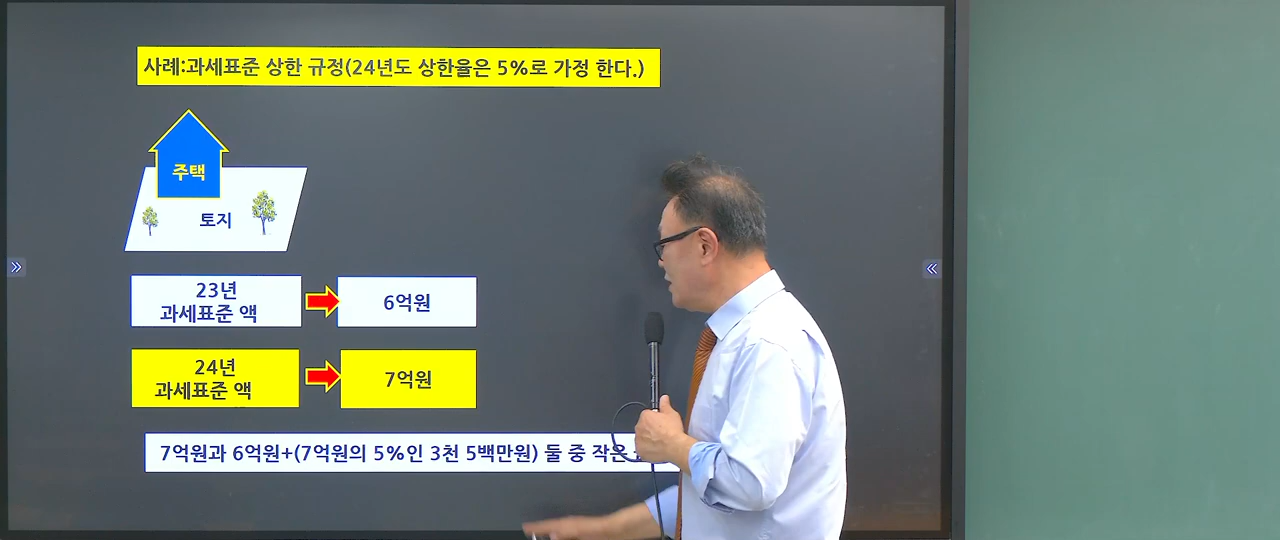 사례:과세표준 상한 규정(24년도 상한율은 5%로 가정 한다.)
주택
토지
23년
과세표준 액
6억원
24년
과세표준 액
7억원
7억원과 6억원+(7억원의 5%인 3천 5백만원) 둘 중 작은